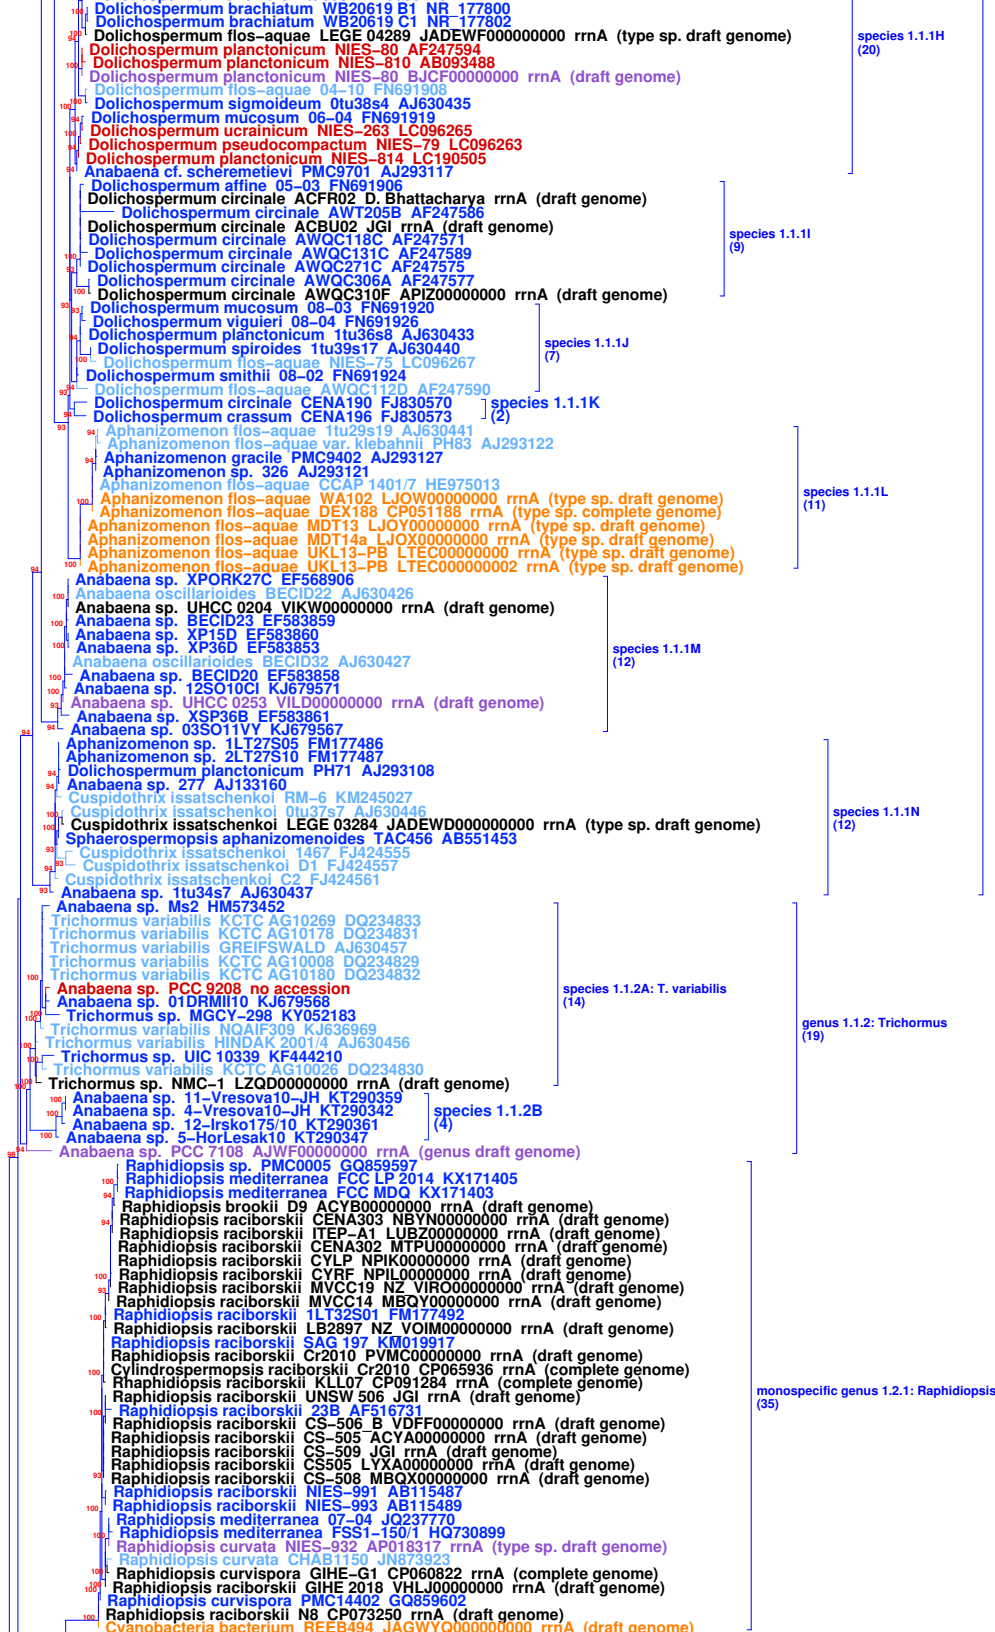 Dolichospermum brachiatum WB20619 B1 NR_177800
Dolichospermum brachiatum WB20619 C1 NR_177802
Dolichospermum flos−aquae LEGE 04289 JADEWF000000000 rrnA (type sp. draft genome)
Dolichospermum planctonicum NIES−80 AF247594
Dolichospermum planctonicum NIES−810 AB093488
Dolichospermum planctonicum NIES−80 BJCF00000000 rrnA (draft genome)
Dolichospermum flos−aquae 04−10 FN691908
Dolichospermum sigmoideum 0tu38s4 AJ630435
Dolichospermum mucosum 06−04 FN691919
Dolichospermum ucrainicum NIES−263 LC096265
Dolichospermum pseudocompactum NIES−79 LC096263
Dolichospermum planctonicum NIES−814 LC190505
Anabaena cf. scheremetievi PMC9701 AJ293117
species 1.1.1H
(20)
Dolichospermum affine 05−03 FN691906
Dolichospermum circinale ACFR02 D. Bhattacharya rrnA (draft genome)
Dolichospermum circinale AWT205B AF247586
Dolichospermum circinale ACBU02 JGI rrnA (draft genome)
Dolichospermum circinale AWQC118C AF247571
Dolichospermum circinale AWQC131C AF247589
Dolichospermum circinale AWQC271C AF247575
Dolichospermum circinale AWQC306A AF247577
Dolichospermum circinale AWQC310F APIZ00000000 rrnA (draft genome)
species 1.1.1I
(9)
Dolichospermum mucosum 08−03 FN691920
Dolichospermum viguieri 08−04 FN691926
Dolichospermum planctonicum 1tu36s8 AJ630433
Dolichospermum spiroides 1tu39s17 AJ630440
Dolichospermum flos−aquae NIES−75 LC096267
Dolichospermum smithii 08−02 FN691924
Dolichospermum flos−aquae AWQC112D AF247590
species 1.1.1J
(7)
Dolichospermum circinale CENA190 FJ830570
Dolichospermum crassum CENA196 FJ830573
species 1.1.1K
(2)
Aphanizomenon flos−aquae 1tu29s19 AJ630441
Aphanizomenon flos−aquae var. klebahnii PH83 AJ293122
Aphanizomenon gracile PMC9402 AJ293127
Aphanizomenon sp. 326 AJ293121
Aphanizomenon flos−aquae CCAP 1401/7 HE975013
Aphanizomenon flos−aquae WA102 LJOW00000000 rrnA (type sp. draft genome)
Aphanizomenon flos−aquae DEX188 CP051188 rrnA (type sp. complete genome)
Aphanizomenon flos−aquae MDT13 LJOY00000000 rrnA (type sp. draft genome)
Aphanizomenon flos−aquae MDT14a LJOX00000000 rrnA (type sp. draft genome)
Aphanizomenon flos−aquae UKL13−PB LTEC00000000 rrnA (type sp. draft genome)
Aphanizomenon flos−aquae UKL13−PB LTEC00000002 rrnA (type sp. draft genome)
species 1.1.1L
(11)
Anabaena sp. XPORK27C EF568906
Anabaena oscillarioides BECID22 AJ630426
Anabaena sp. UHCC 0204 VIKW00000000 rrnA (draft genome)
Anabaena sp. BECID23 EF583859
Anabaena sp. XP15D EF583860
Anabaena sp. XP36D EF583853
Anabaena oscillarioides BECID32 AJ630427
Anabaena sp. BECID20 EF583858
Anabaena sp. 12SO10CI KJ679571
Anabaena sp. UHCC 0253 VILD00000000 rrnA (draft genome)
Anabaena sp. XSP36B EF583861
Anabaena sp. 03SO11VY KJ679567
species 1.1.1M
(12)
Aphanizomenon sp. 1LT27S05 FM177486
Aphanizomenon sp. 2LT27S10 FM177487
Dolichospermum planctonicum PH71 AJ293108
Anabaena sp. 277 AJ133160
Cuspidothrix issatschenkoi RM−6 KM245027
Cuspidothrix issatschenkoi 0tu37s7 AJ630446
Cuspidothrix issatschenkoi LEGE 03284 JADEWD000000000 rrnA (type sp. draft genome)
Sphaerospermopsis aphanizomenoides TAC456 AB551453
Cuspidothrix issatschenkoi 1467 FJ424555
Cuspidothrix issatschenkoi D1 FJ424557
Cuspidothrix issatschenkoi C2 FJ424561
Anabaena sp. 1tu34s7 AJ630437
species 1.1.1N
(12)
Anabaena sp. Ms2 HM573452
Trichormus variabilis KCTC AG10269 DQ234833
Trichormus variabilis KCTC AG10178 DQ234831
Trichormus variabilis GREIFSWALD AJ630457
Trichormus variabilis KCTC AG10008 DQ234829
Trichormus variabilis KCTC AG10180 DQ234832
Anabaena sp. PCC 9208 no accession
Anabaena sp. 01DRMII10 KJ679568
Trichormus sp. MGCY−298 KY052183
Trichormus variabilis NQAIF309 KJ636969
Trichormus variabilis HINDAK 2001/4 AJ630456
Trichormus sp. UIC 10339 KF444210
Trichormus variabilis KCTC AG10026 DQ234830
Trichormus sp. NMC−1 LZQD00000000 rrnA (draft genome)
species 1.1.2A: T. variabilis
(14)
genus 1.1.2: Trichormus
(19)
Anabaena sp. 11−Vresova10−JH KT290359
Anabaena sp. 4−Vresova10−JH KT290342
Anabaena sp. 12−Irsko175/10 KT290361
Anabaena sp. 5−HorLesak10 KT290347
species 1.1.2B
(4)
Anabaena sp. PCC 7108 AJWF00000000 rrnA (genus draft genome)
Raphidiopsis sp. PMC0005 GQ859597
Raphidiopsis mediterranea FCC LP 2014 KX171405
Raphidiopsis mediterranea FCC MDQ KX171403
Raphidiopsis brookii D9 ACYB00000000 rrnA (draft genome)
Raphidiopsis raciborskii CENA303 NBYN00000000 rrnA (draft genome)
Raphidiopsis raciborskii ITEP−A1 LUBZ00000000 rrnA (draft genome)
Raphidiopsis raciborskii CENA302 MTPU00000000 rrnA (draft genome)
Raphidiopsis raciborskii CYLP NPIK00000000 rrnA (draft genome)
Raphidiopsis raciborskii CYRF NPIL00000000 rrnA (draft genome)
Raphidiopsis raciborskii MVCC19 NZ_VIRO00000000 rrnA (draft genome)
Raphidiopsis raciborskii MVCC14 MBQY00000000 rrnA (draft genome)
Raphidiopsis raciborskii 1LT32S01 FM177492
Raphidiopsis raciborskii LB2897 NZ_VOIM00000000 rrnA (draft genome)
Raphidiopsis raciborskii SAG 197 KM019917
Raphidiopsis raciborskii Cr2010 PVMC00000000 rrnA (draft genome)
Cylindrospermopsis raciborskii Cr2010 CP065936 rrnA (complete genome)
Rhaphidiopsis raciborskii KLL07 CP091284 rrnA (complete genome)
Raphidiopsis raciborskii UNSW 506 JGI rrnA (draft genome)
Raphidiopsis raciborskii 23B AF516731
Raphidiopsis raciborskii CS−506_B VDFF00000000 rrnA (draft genome)
Raphidiopsis raciborskii CS−505 ACYA00000000 rrnA (draft genome)
Raphidiopsis raciborskii CS−509 JGI rrnA (draft genome)
Raphidiopsis raciborskii CS505 LYXA00000000 rrnA (draft genome)
Raphidiopsis raciborskii CS−508 MBQX00000000 rrnA (draft genome)
Raphidiopsis raciborskii NIES−991 AB115487
Raphidiopsis raciborskii NIES−993 AB115489
Raphidiopsis mediterranea 07−04 JQ237770
Raphidiopsis mediterranea FSS1−150/1 HQ730899
Raphidiopsis curvata NIES−932 AP018317 rrnA (type sp. draft genome)
Raphidiopsis curvata CHAB1150 JN873923
Raphidiopsis curvispora GIHE−G1 CP060822 rrnA (complete genome)
Raphidiopsis raciborskii GIHE 2018 VHLJ00000000 rrnA (draft genome)
Raphidiopsis curvispora PMC14402 GQ859602
Raphidiopsis raciborskii N8 CP073250 rrnA (draft genome)
Cyanobacteria bacterium REEB494 JAGWYQ000000000 rrnA (draft genome)
monospecific genus 1.2.1: Raphidiopsis
(35)